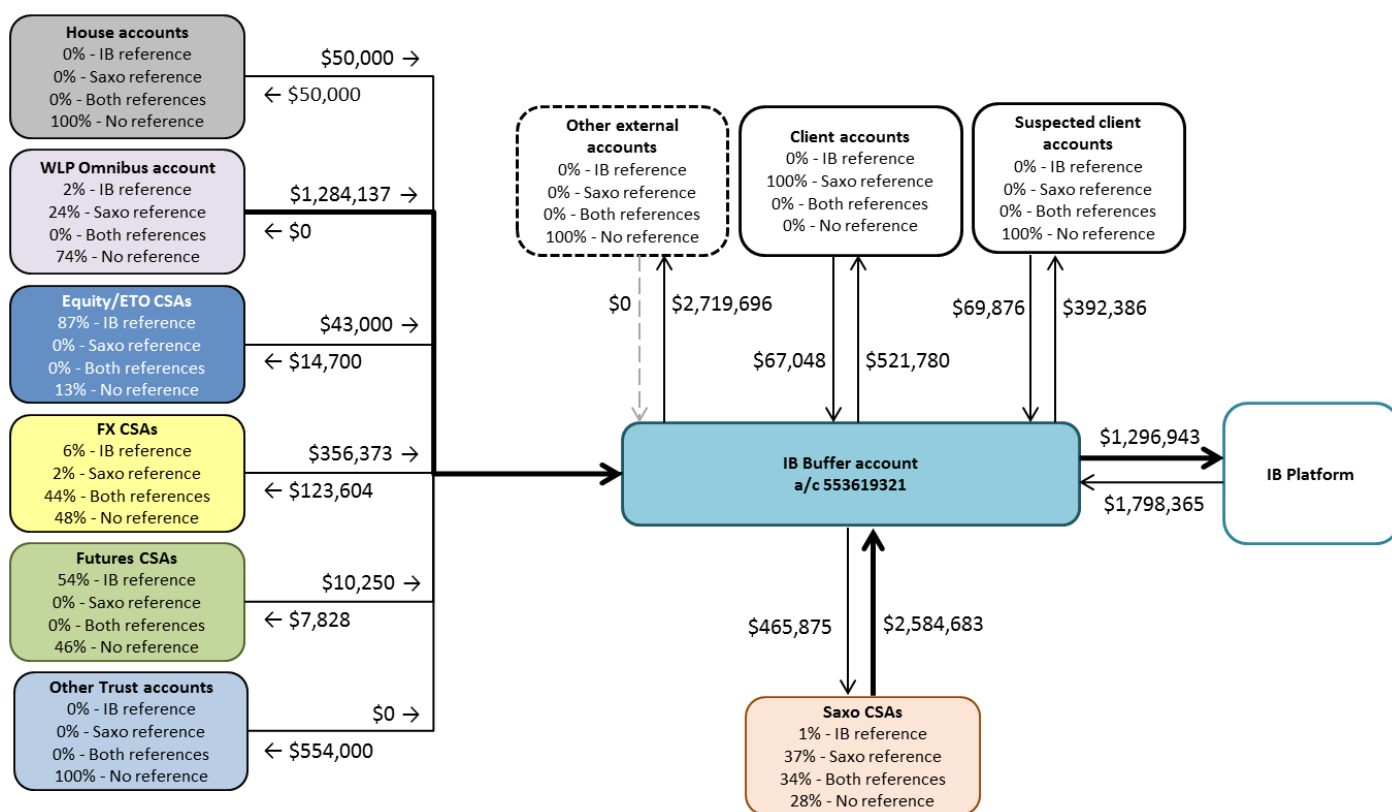 House accounts
0% - IB reference
0% - Saxo reference
0% - Both references
100% - No reference
$50,000 →
← $50,000
WLP Omnibus account
2% - IB reference
24% - Saxo reference
0% - Both references
74% - No reference
$1,284,137 →
← $0
Equity/ETO CSAs
87% - IB reference
0% - Saxo reference
0% - Both references
13% - No reference
$43,000 →
← $14,700
FX CSAs
6% - IB reference
2% - Saxo reference
44% - Both references
48% - No reference
$356,373 →
← $123,604
Futures CSAs
54% - IB reference
0% - Saxo reference
0% - Both references
46% - No reference
$10,250 →
← $7,828
Other Trust accounts
0% - IB reference
0% - Saxo reference
0% - Both references
100% - No reference
$0 →
← $554,000
Other external
accounts
0% - IB reference
0% - Saxo reference
0% - Both references
100% - No reference
$0
$2,719,696
Client accounts
0% - IB reference
100% - Saxo reference
0% - Both references
0% - No reference
$67,048
$521,780
Suspected client
accounts
0% - IB reference
0% - Saxo reference
0% - Both references
100% - No reference
$69,876
$392,386
IB Buffer account
a/c 553619321
$1,296,943
$1,798,365
IB Platform
$465,875
$2,584,683
Saxo CSAs
1% - IB reference
37% - Saxo reference
34% - Both references
28% - No reference